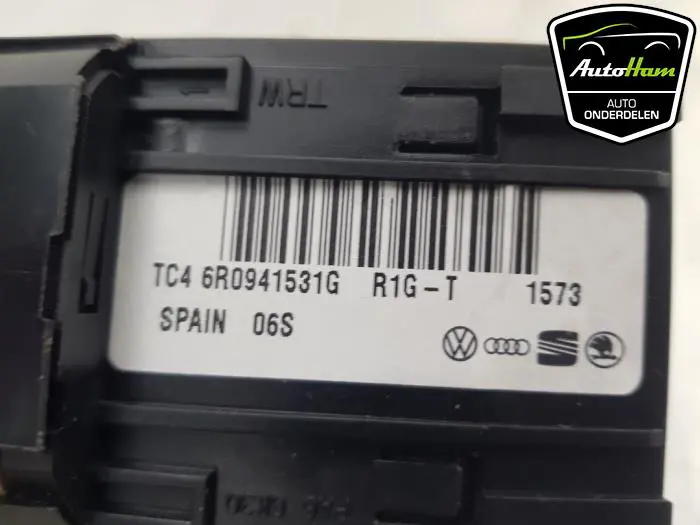 AutoHam
AUTO
ONDERDELEN
TRW
TC4 6R0941531G R1G-T 1573
SPAIN 06S